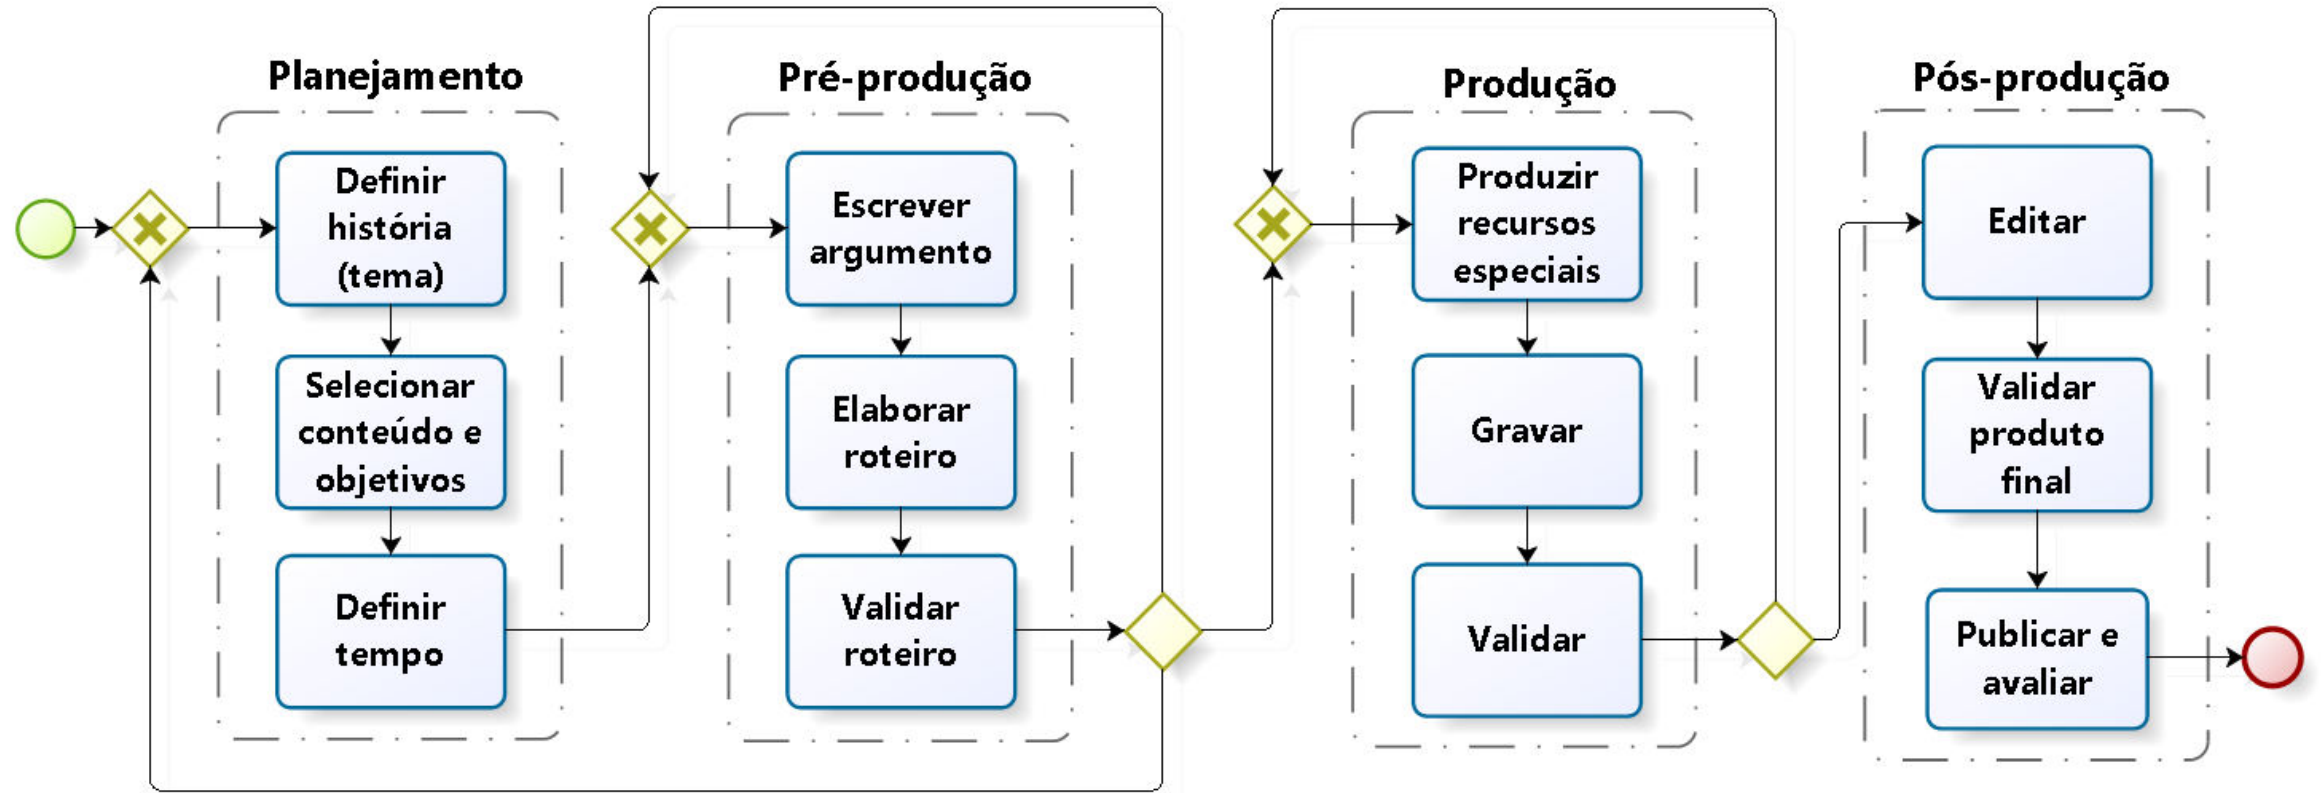 Planejamento
Definir
história
(tema)
Selecionar
conteúdo e
objetivos
Definir
tempo
Pré-produção
Escrever
argumento
Elaborar
roteiro
Validar
roteiro
Produção
Produzir
recursos
especiais
Gravar
Validar
Pós-produção
Editar
Validar
produto
final
Publicar e
avaliar